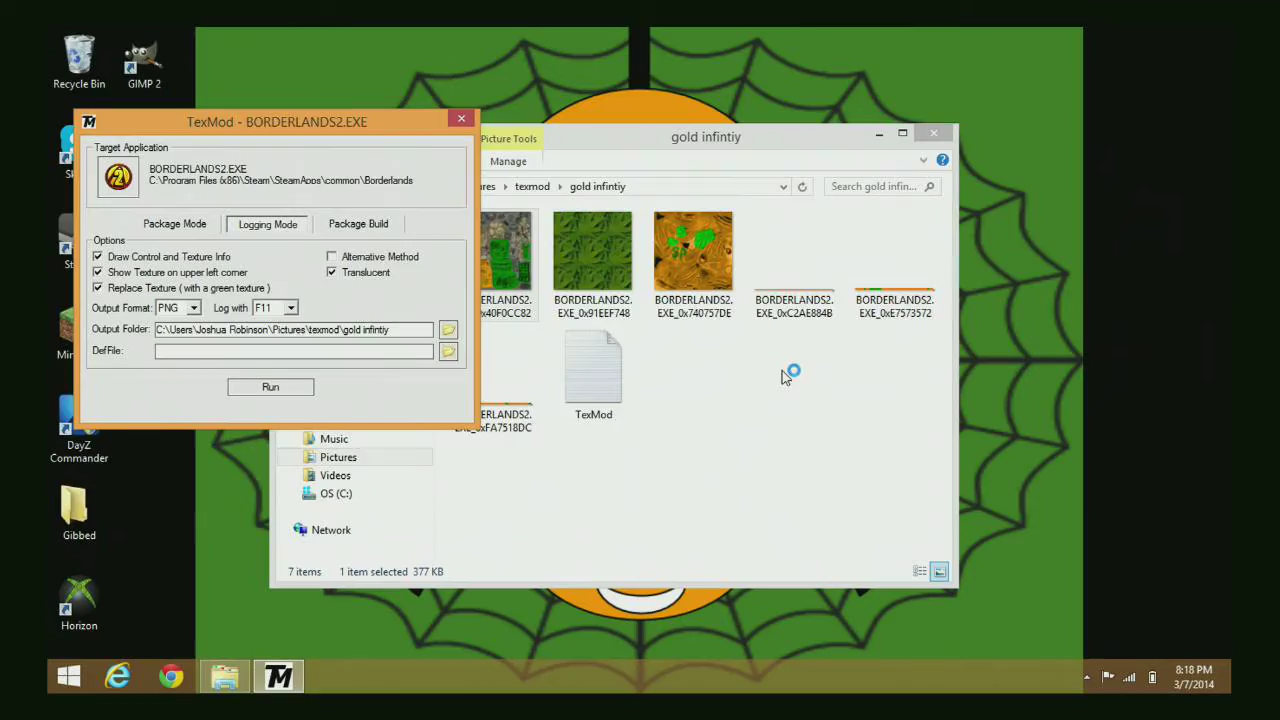 Recycle Bin
GIMP 2
TexMod - BORDERLANDS2.EXE
Target Application
BORDERLANDS2.EXE
C:\Program Files (x86)\Steam\SteamApps\common\Borderlands
Package Mode
Logging Mode
Package Build
Options
Draw Control and Texture Info
Alternative Method
Show Texture on upper left corner
Translucent
Replace Texture ( with a green texture )
Output Format:
PNG
Log with
F11
Output Folder:
C:\Users\Joshua Robinson\Pictures\texmod\gold infintiy
DefFile:
Run
Picture Tools
gold infintiy
Manage
texmod
gold infintiy
Search gold infin...
BORDERLANDS2.
EXE_0x91EEF748
BORDERLANDS2.
EXE_0x740757DE
BORDERLANDS2.
EXE_0xC2AE884B
BORDERLANDS2.
EXE_0xE7573572
TexMod
Music
Pictures
Videos
OS (C:)
Network
7 items
1 item selected 377 KB
DayZ
Commander
Gibbed
Horizon
8:18 PM
3/7/2014